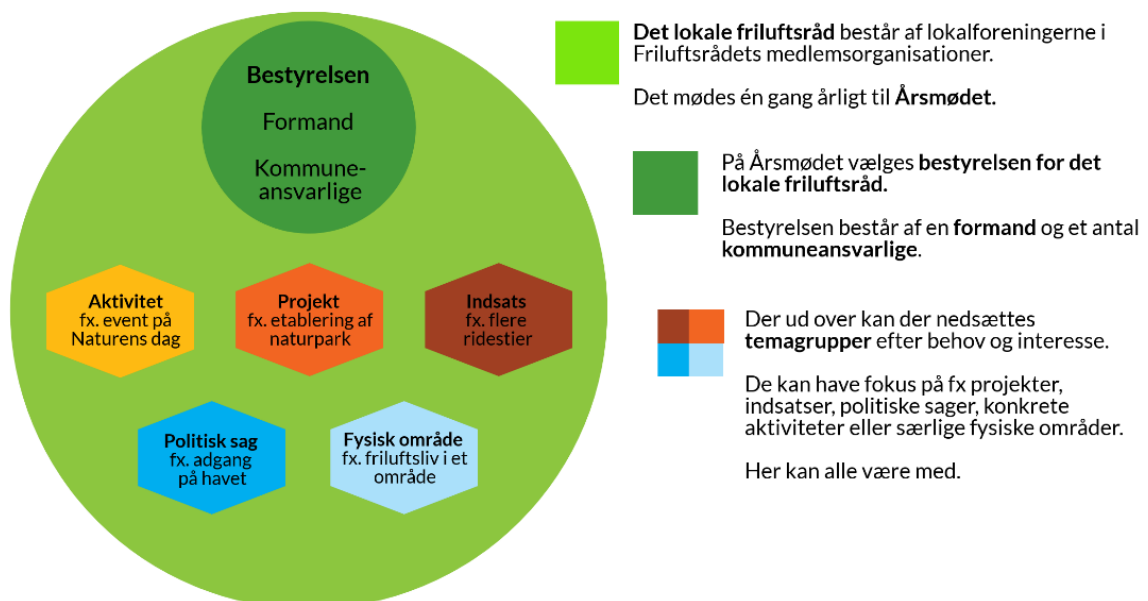 Bestyrelsen
Formand
Kommune-
ansvarlige
Aktivitet
fx. event på
Naturens dag
Projekt
fx. etablering af
naturpark
Indsats
fx. flere
ridestier
Politisk sag
fx. adgang
på havet
Fysisk område
fx. friluftsliv i et
område
Det lokale friluftsråd består af lokalforeningerne i
Friluftsrådets medlemsorganisationer.
Det mødes én gang årligt til Årsmødet.
På Årsmødet vælges bestyrelsen for det
lokale friluftsråd.
Bestyrelsen består af en formand og et antal
kommuneansvarlige.
Der ud over kan der nedsættes
temagrupper efter behov og interesse.
De kan have fokus på fx projekter,
indsatser, politiske sager, konkrete
aktiviteter eller særlige fysiske områder.
Her kan alle være med.